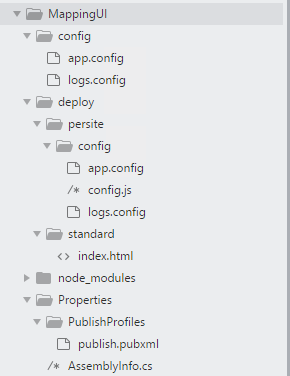 MappingUI
config
app.config
logs.config
deploy
persite
config
app.config
/* config.js
logs.config
standard
<> index.html
node_modules
Properties
PublishProfiles
publish.pubxml
/* AssemblyInfo.cs